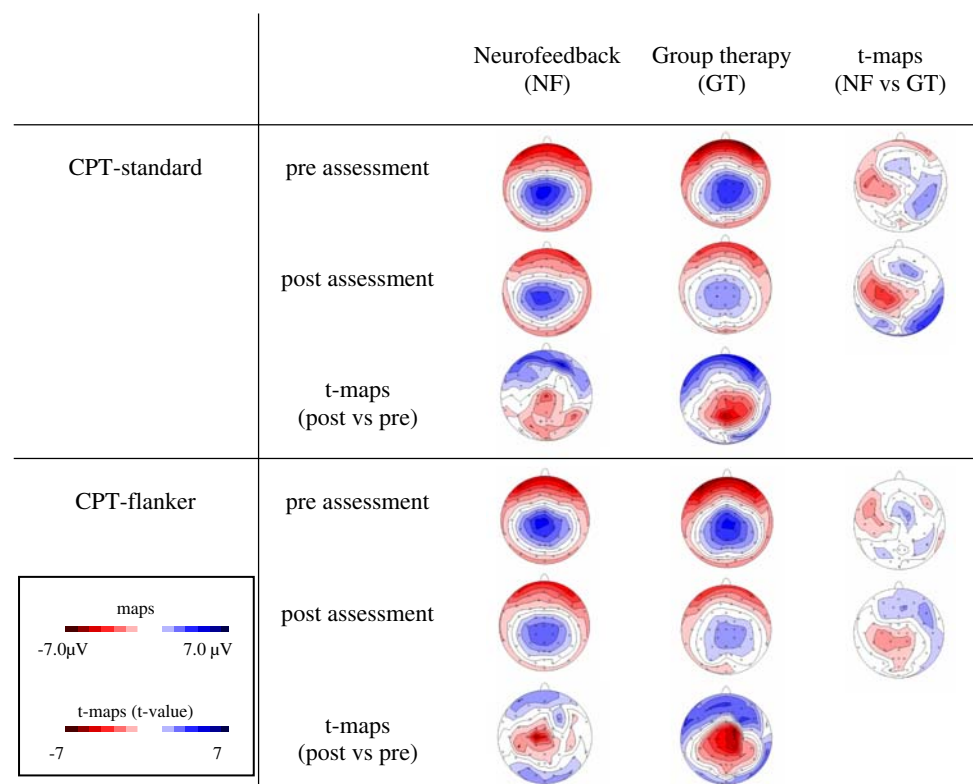 Neurofeedback
(NF)
Group therapy
(GT)
t-maps
(NF vs GT)
CPT-standard
pre assessment
post assessment
t-maps
(post vs pre)
CPT-flanker
pre assessment
post assessment
t-maps
(post vs pre)
maps
-7.0µV 7.0 µV
t-maps (t-value)
-7 7